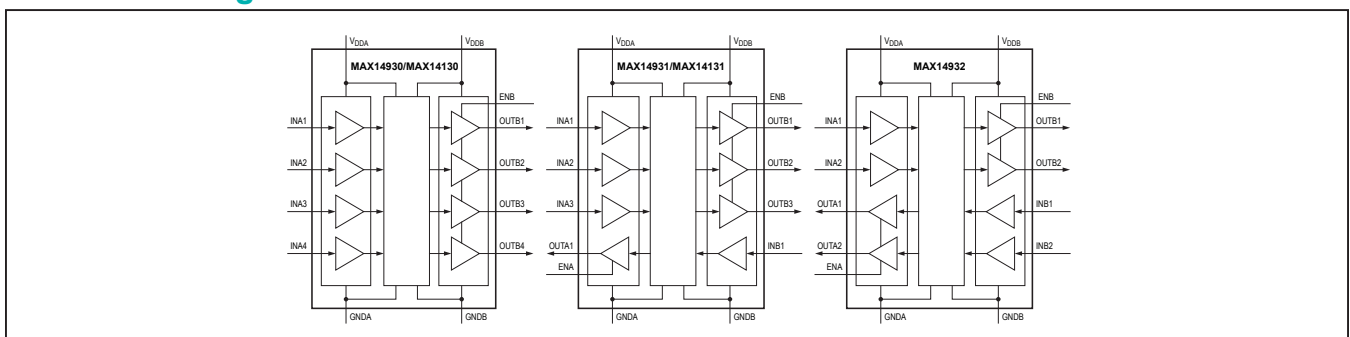 g
VDDA VDDB
MAX14930/MAX14130
ENB
INA1 OUTB1
INA2 OUTB2
INA3 OUTB3
INA4 OUTB4
GNDA GNDB
VDDA VDDB
MAX14931/MAX14131
ENB
INA1 OUTB1
INA2 OUTB2
INA3 OUTB3
OUTA1 INB1
ENA
GNDA GNDB
VDDA VDDB
MAX14932
ENB
INA1 OUTB1
INA2 OUTB2
OUTA1 INB1
OUTA2 INB2
ENA
GNDA GNDB